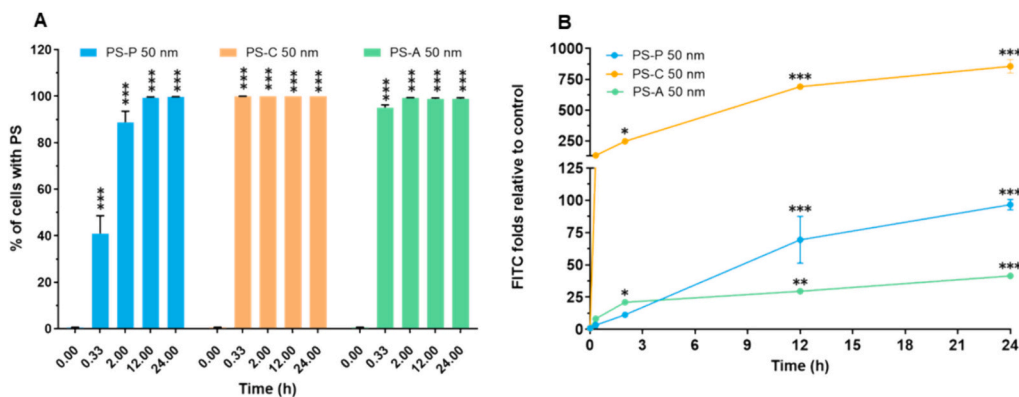 A
PS-P 50 nm PS-C 50 nm PS-A 50 nm
% of cells with PS
120
100
80
60
40
20
0
*** *** *** ***
*** *** *** ***
*** *** *** ***
0.00 0.33 2.00 12.00 24.00 0.00 0.33 2.00 12.00 24.00 0.00 0.33 2.00 12.00 24.00
Time (h)
B
PS-P 50 nm
PS-C 50 nm
PS-A 50 nm
FITC folds relative to control
1000
750
500
250
125
100
75
50
25
0
* *** ***
*** ***
* ** ***
0 3 6 9 12 15 18 21 24
Time (h)